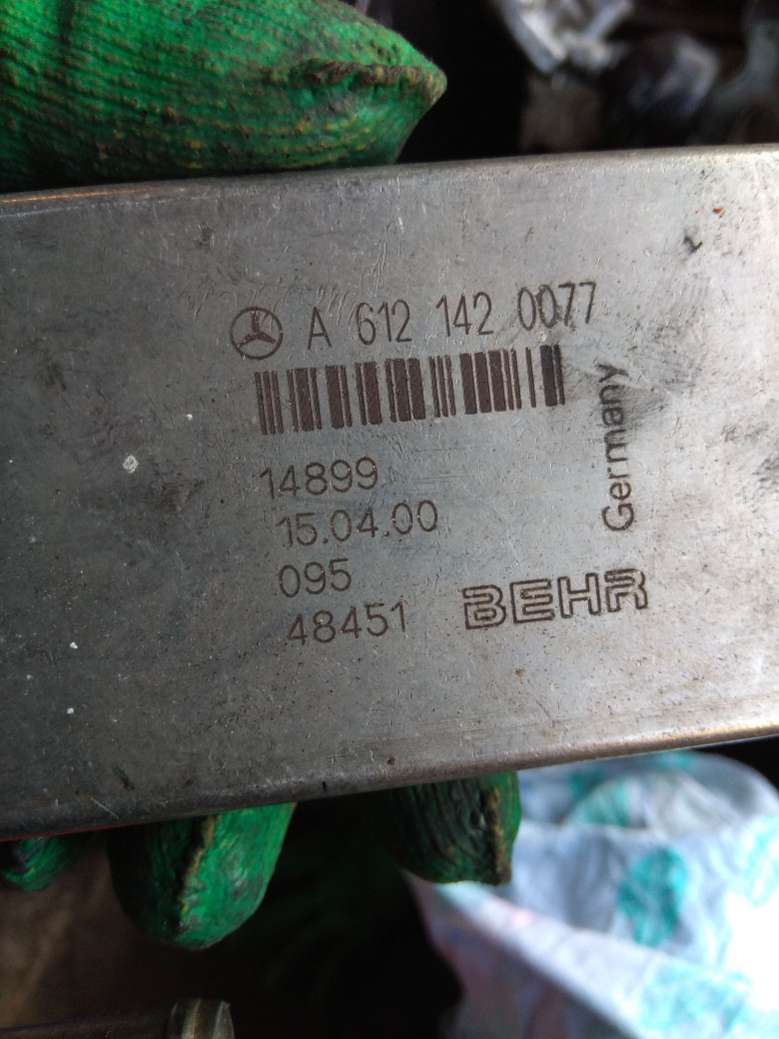 A 612 142 0077
Germany
14899
15.04.00
095
48451 BEHR